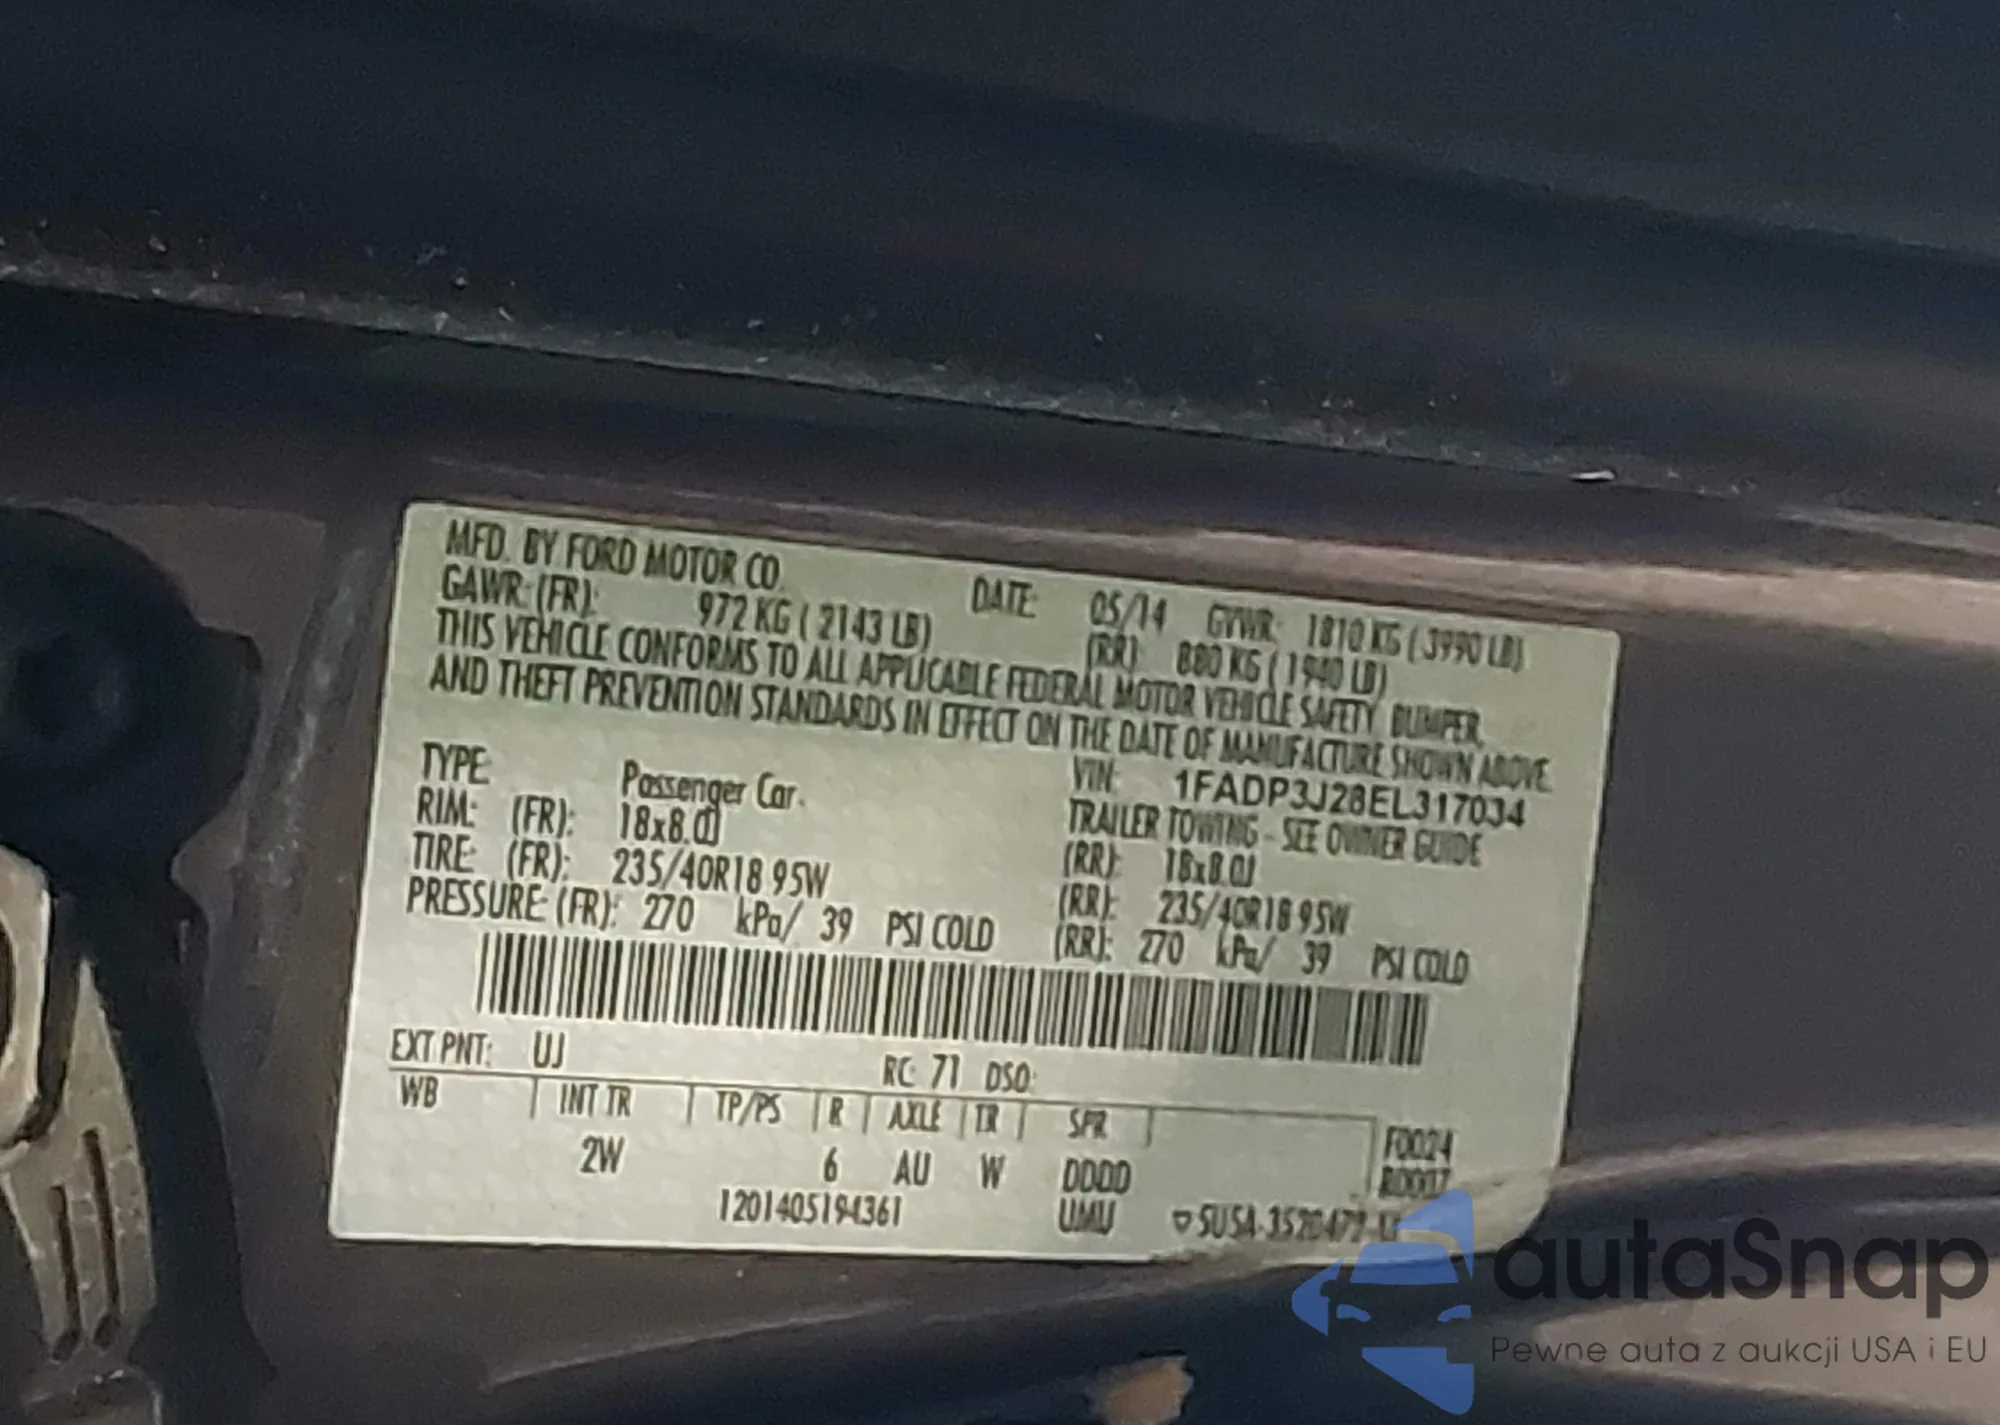 MFD. BY FORD MOTOR CO. DATE: 05/14 GVWR: 1810 KG ( 3990 LB)
GAWR: (FR): 972 KG ( 2143 LB) (RR): 880 KG ( 1940 LB)
THIS VEHICLE CONFORMS TO ALL APPLICABLE FEDERAL MOTOR VEHICLE SAFETY, BUMPER,
AND THEFT PREVENTION STANDARDS IN EFFECT ON THE DATE OF MANUFACTURE SHOWN ABOVE.
VIN: 1FADP3J28EL317034
TYPE: Passenger Car. TRAILER TOWING - SEE OWNER GUIDE
RIM: (FR): 18x8.0J (RR): 18x8.0J
TIRE: (FR): 235/40R18 95W (RR): 235/40R18 95W
PRESSURE: (FR): 270 kPa/ 39 PSI COLD (RR): 270 kPa/ 39 PSI COLD
EXT PNT: UJ RC: 71 DSO:
WB INT TR TP/PS R AXLE TR SPR F0024
2W 6 AU W DDDD R0007
1201405194361 UMU
autaSnap
Pewne auta z aukcji USA i EU